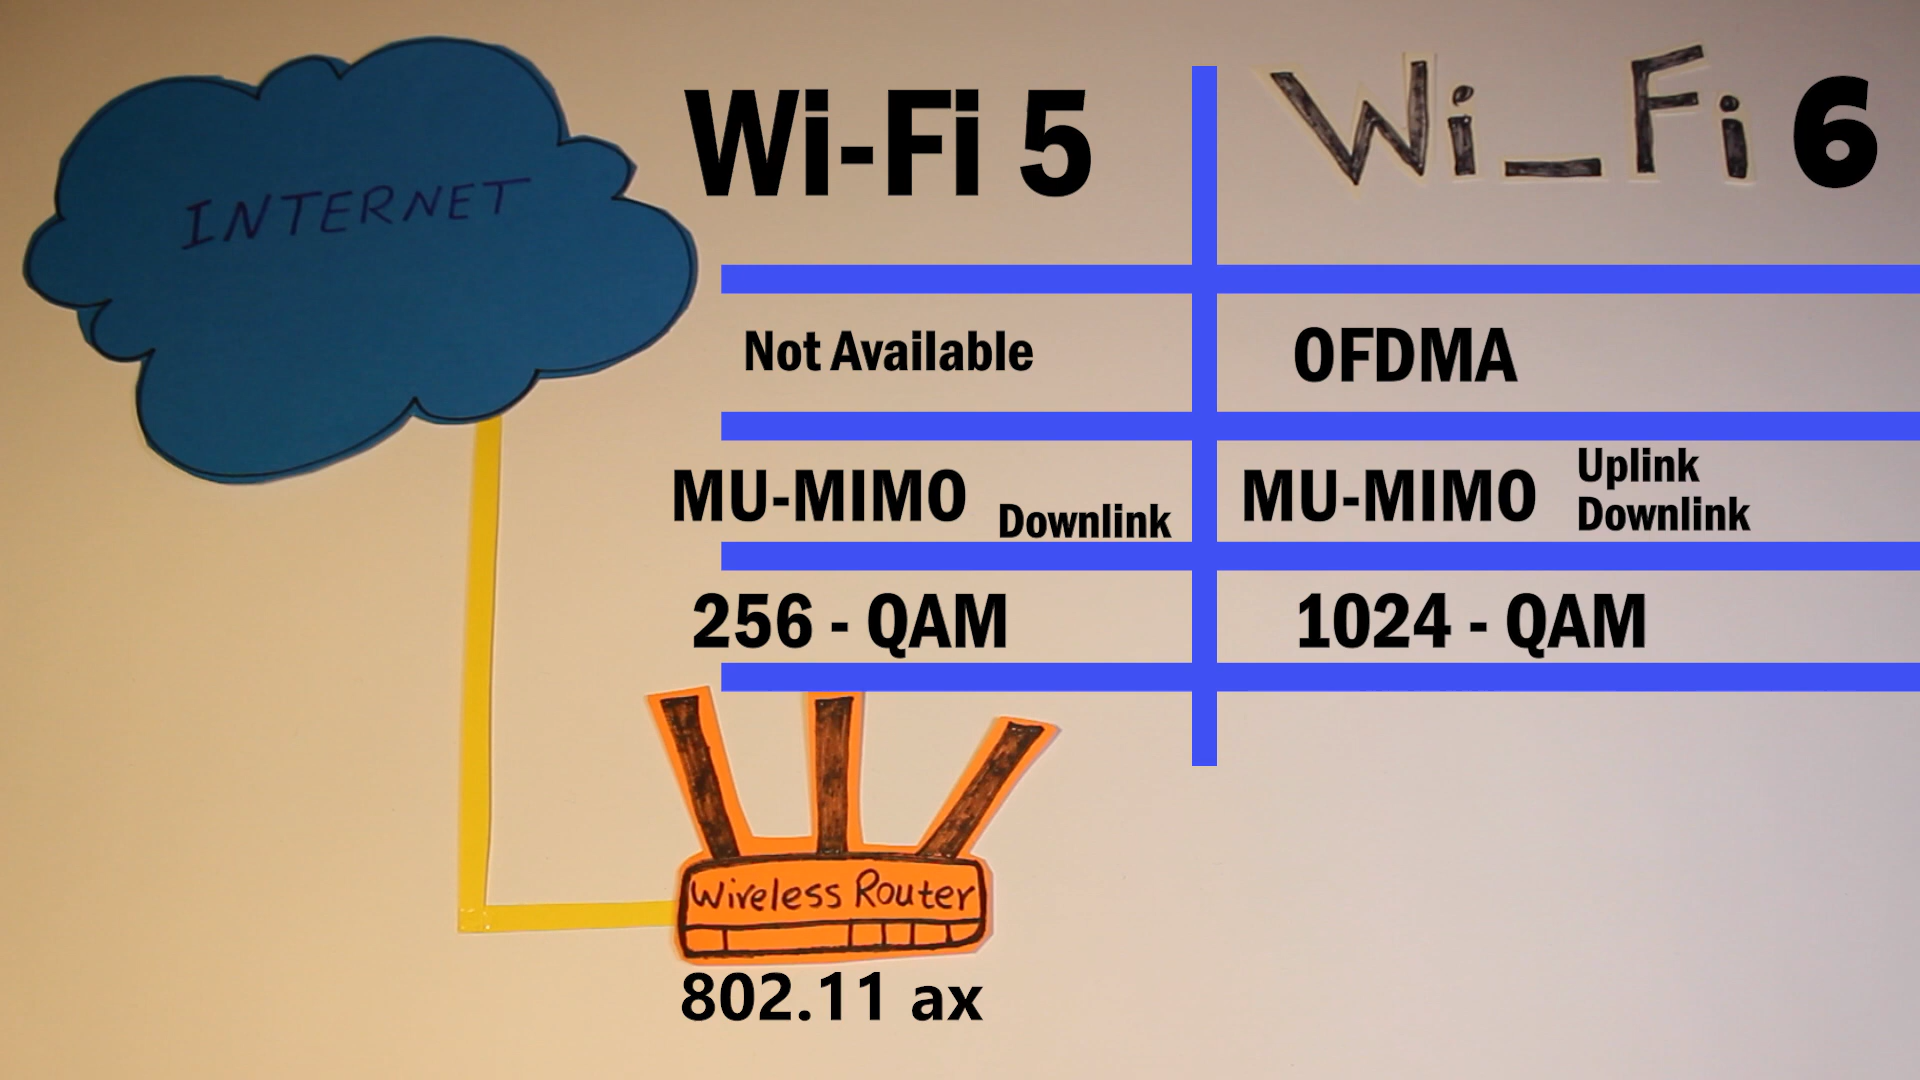 INTERNET
Wi-Fi 5
Wi_Fi 6
Not Available
OFDMA
MU-MIMO Downlink
MU-MIMO Uplink
Downlink
256 - QAM
1024 - QAM
Wireless Router
802.11 ax